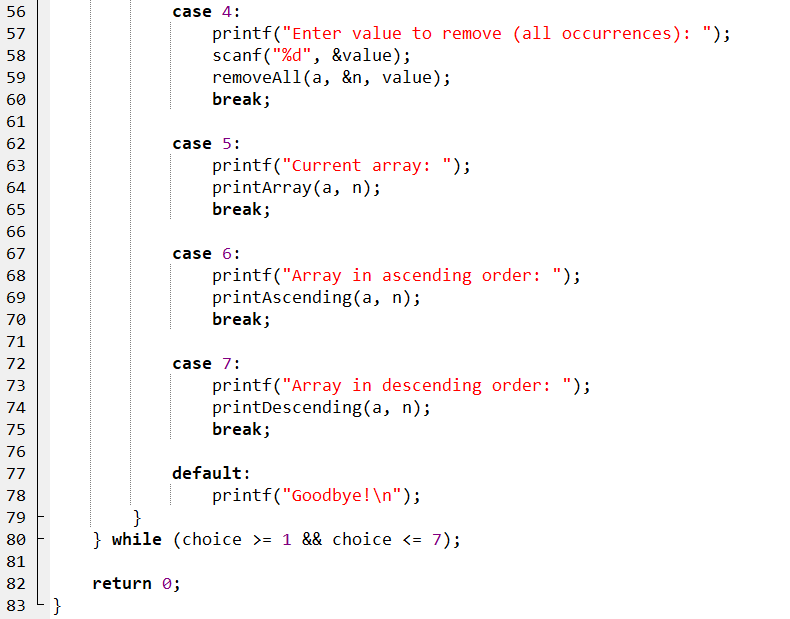 56 case 4:
57 printf("Enter value to remove (all occurrences): ");
58 scanf("%d", &value);
59 removeAll(a, &n, value);
60 break;
61
62 case 5:
63 printf("Current array: ");
64 printArray(a, n);
65 break;
66
67 case 6:
68 printf("Array in ascending order: ");
69 printAscending(a, n);
70 break;
71
72 case 7:
73 printf("Array in descending order: ");
74 printDescending(a, n);
75 break;
76
77 default:
78 printf("Goodbye!\n");
79 }
80 } while (choice >= 1 && choice <= 7);
81
82 return 0;
83 }